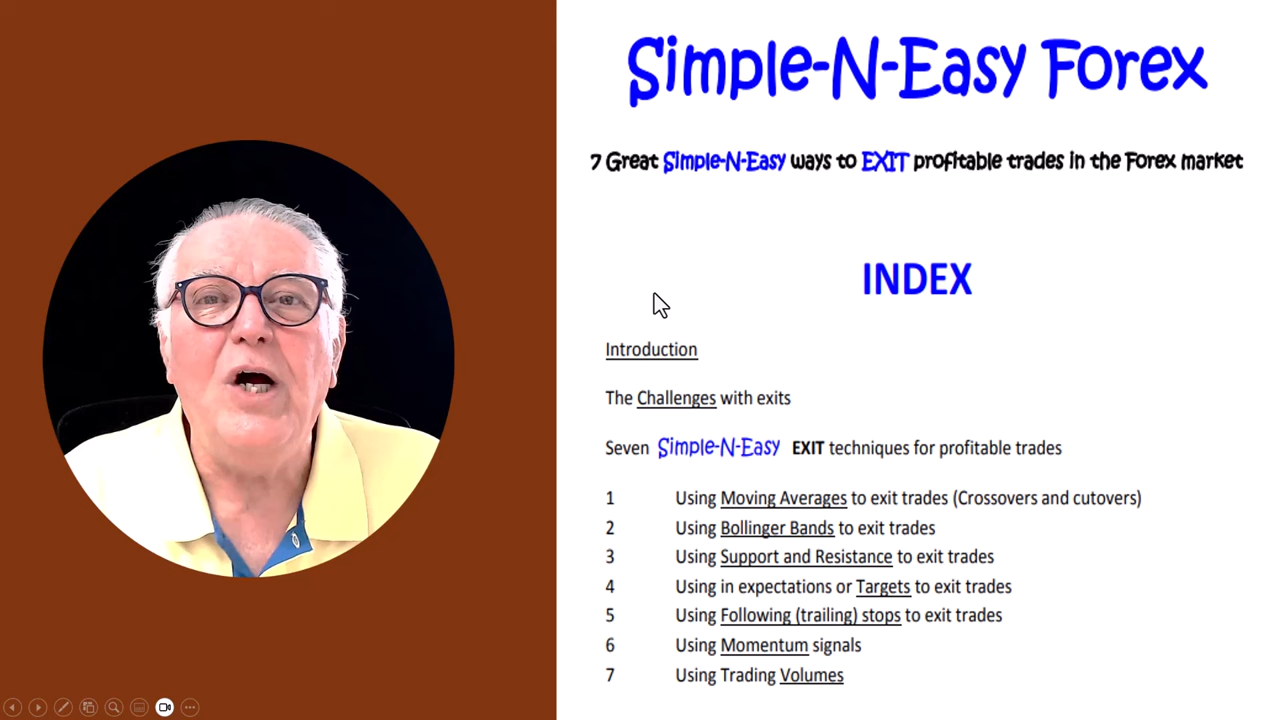 Simple-N-Easy Forex
7 Great Simple-N-Easy ways to EXIT profitable trades in the Forex market
INDEX
Introduction
The Challenges with exits
Seven Simple-N-Easy EXIT techniques for profitable trades
1 Using Moving Averages to exit trades (Crossovers and cutovers)
2 Using Bollinger Bands to exit trades
3 Using Support and Resistance to exit trades
4 Using in expectations or Targets to exit trades
5 Using Following (trailing) stops to exit trades
6 Using Momentum signals
7 Using Trading Volumes